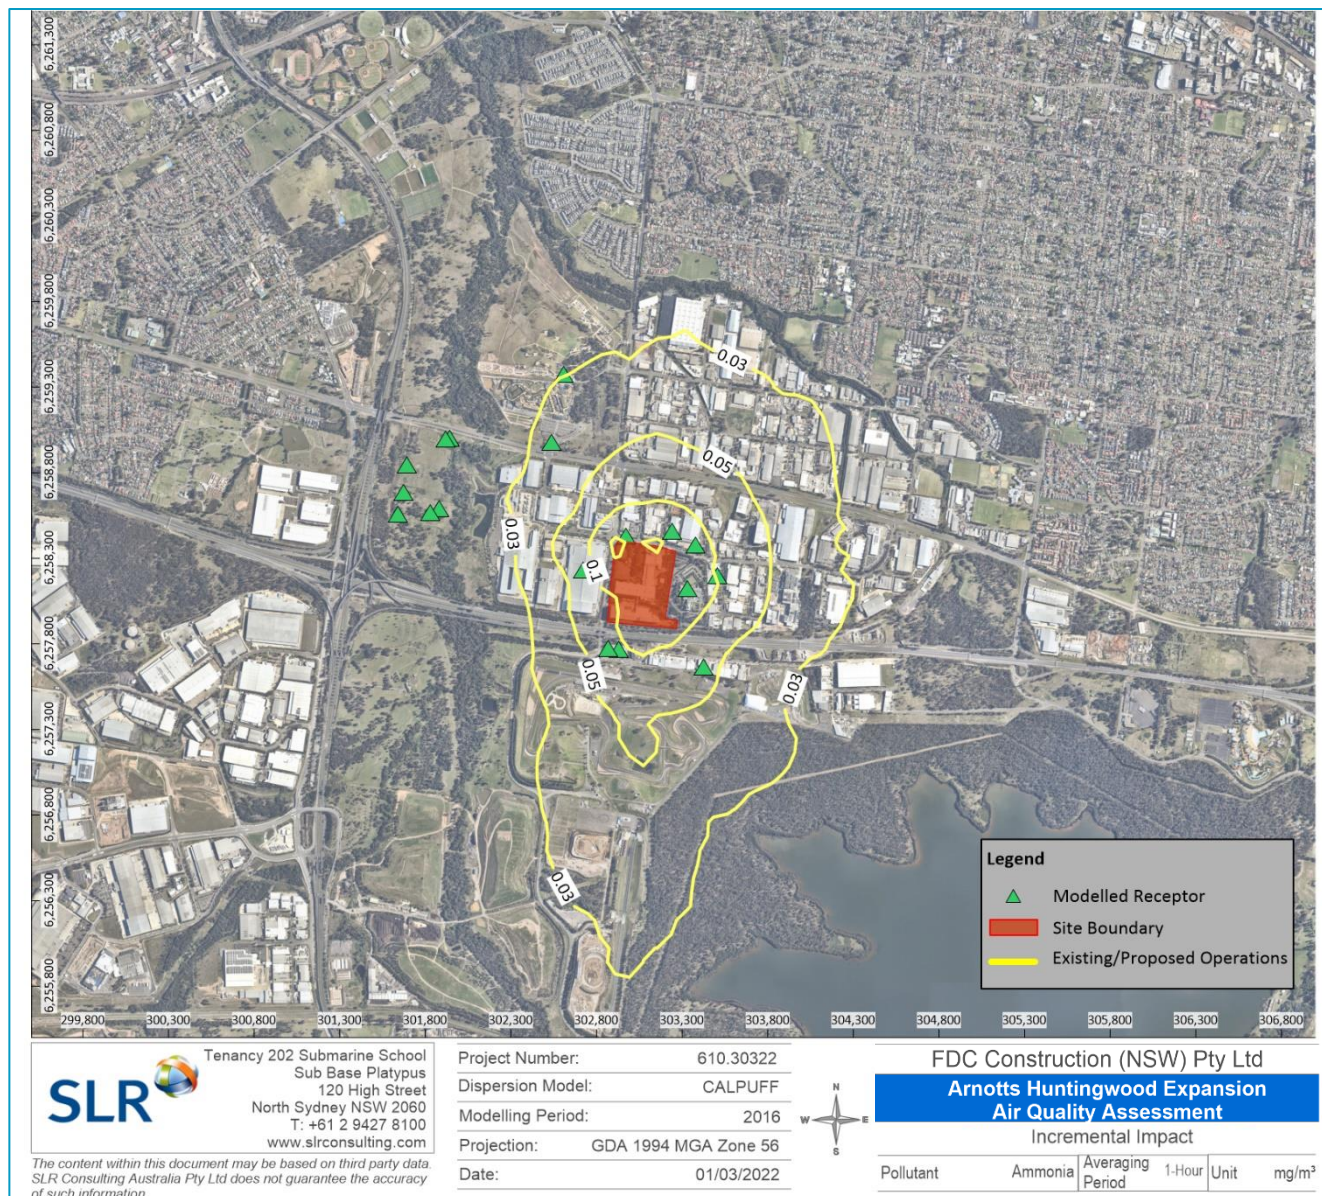 6,261,300
6,260,800
6,260,300
6,259,800
6,259,300
6,258,800
6,258,300
6,257,800
6,257,300
6,256,800
6,256,300
6,255,800
0.03
0.05
0.03
0.1
0.05
0.03
0.03
Legend
Modelled Receptor
Site Boundary
Existing/Proposed Operations
299,800 300,300 300,800 301,300 301,800 302,300 302,800 303,300 303,800 304,300 304,800 305,300 305,800 306,300 306,800
SLR
Tenancy 202 Submarine School
Sub Base Platypus
120 High Street
North Sydney NSW 2060
T: +61 2 9427 8100
www.slrconsulting.com
The content within this document may be based on third party data.
SLR Consulting Australia Pty Ltd does not guarantee the accuracy
of such information
Project Number: 610.30322
Dispersion Model: CALPUFF
Modelling Period: 2016
Projection: GDA 1994 MGA Zone 56
Date: 01/03/2022
N
W E
S
FDC Construction (NSW) Pty Ltd
Arnotts Huntingwood Expansion
Air Quality Assessment
Incremental Impact
Pollutant Ammonia Averaging Period 1-Hour Unit mg/m³